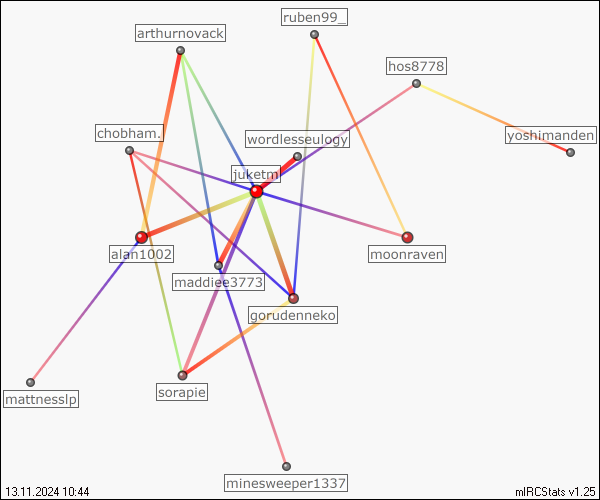 ruben99_
arthurnovack
hos8778
chobham.
wordlesseulogy
yoshimanden
juketm
alan1002
moonraven
maddiee3773
gorudenneko
sorapie
mattnesslp
minesweeper1337
13.11.2024 10:44
mIRCStats v1.25